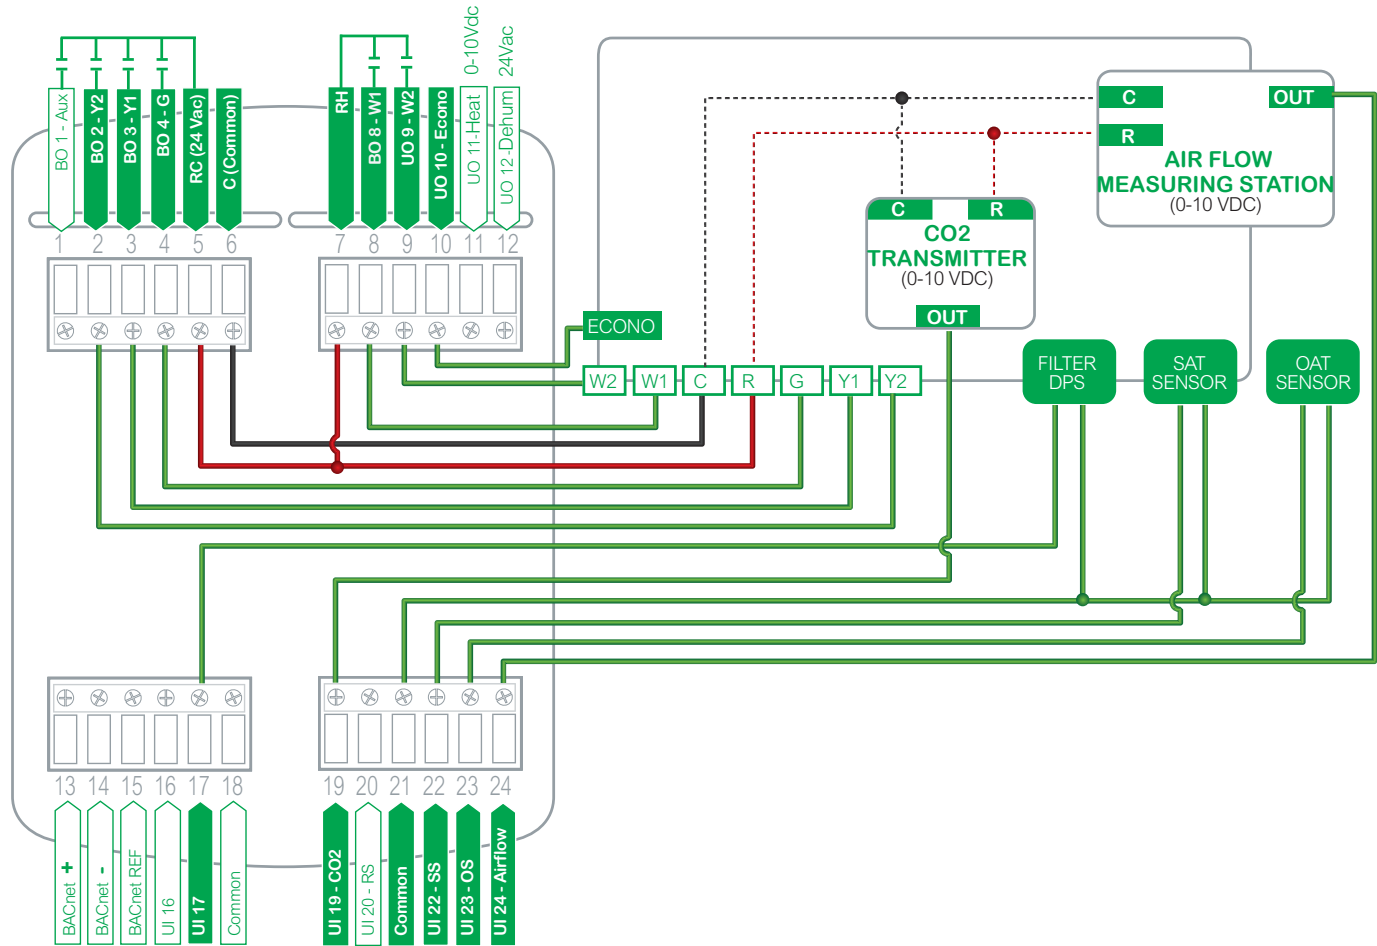 BO 1 - Aux
BO 2 - Y2
BO 3 - Y1
BO 4 - G
RC (24 Vac)
C (Common)
RH
BO 8 - W1
UO 9 - W2
UO 10 - Econo
UO 11-Heat
0-10Vdc
UO 12 -Dehum
24Vac
1
2
3
4
5
6
7
8
9
10
11
12
C
OUT
R
AIR FLOW
MEASURING STATION
(0-10 VDC)
C
R
CO2
TRANSMITTER
(0-10 VDC)
OUT
ECONO
W2
W1
C
R
G
Y1
Y2
FILTER
DPS
SAT
SENSOR
OAT
SENSOR
13
14
15
16
17
18
19
20
21
22
23
24
BACnet +
BACnet -
BACnet REF
UI 16
UI 17
Common
UI 19 - CO2
UI 20 - RS
Common
UI 22 - SS
UI 23 - OS
UI 24 - Airflow